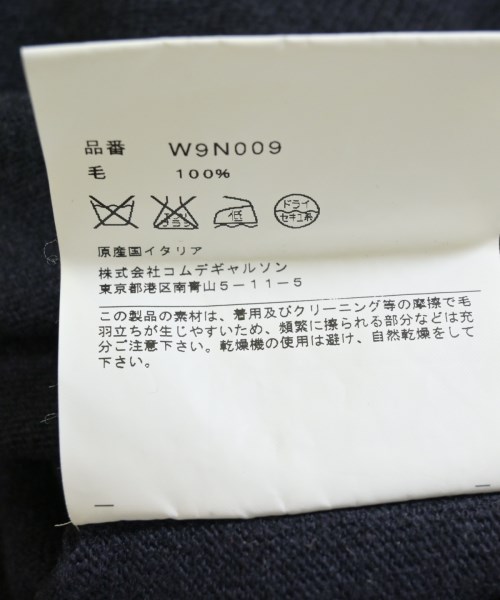 品番 W9N009
毛 100%
エンソ サラシ 低 ドライ セキユ系
原産国イタリア
株式会社コムデギャルソン
東京都港区南青山5-11-5
この製品の素材は、着用及びクリーニング等の摩擦で毛
羽立ちが生じやすいため、頻繁に擦られる部分などは充
分ご注意下さい。乾燥機の使用は避け、自然乾燥をして
下さい。